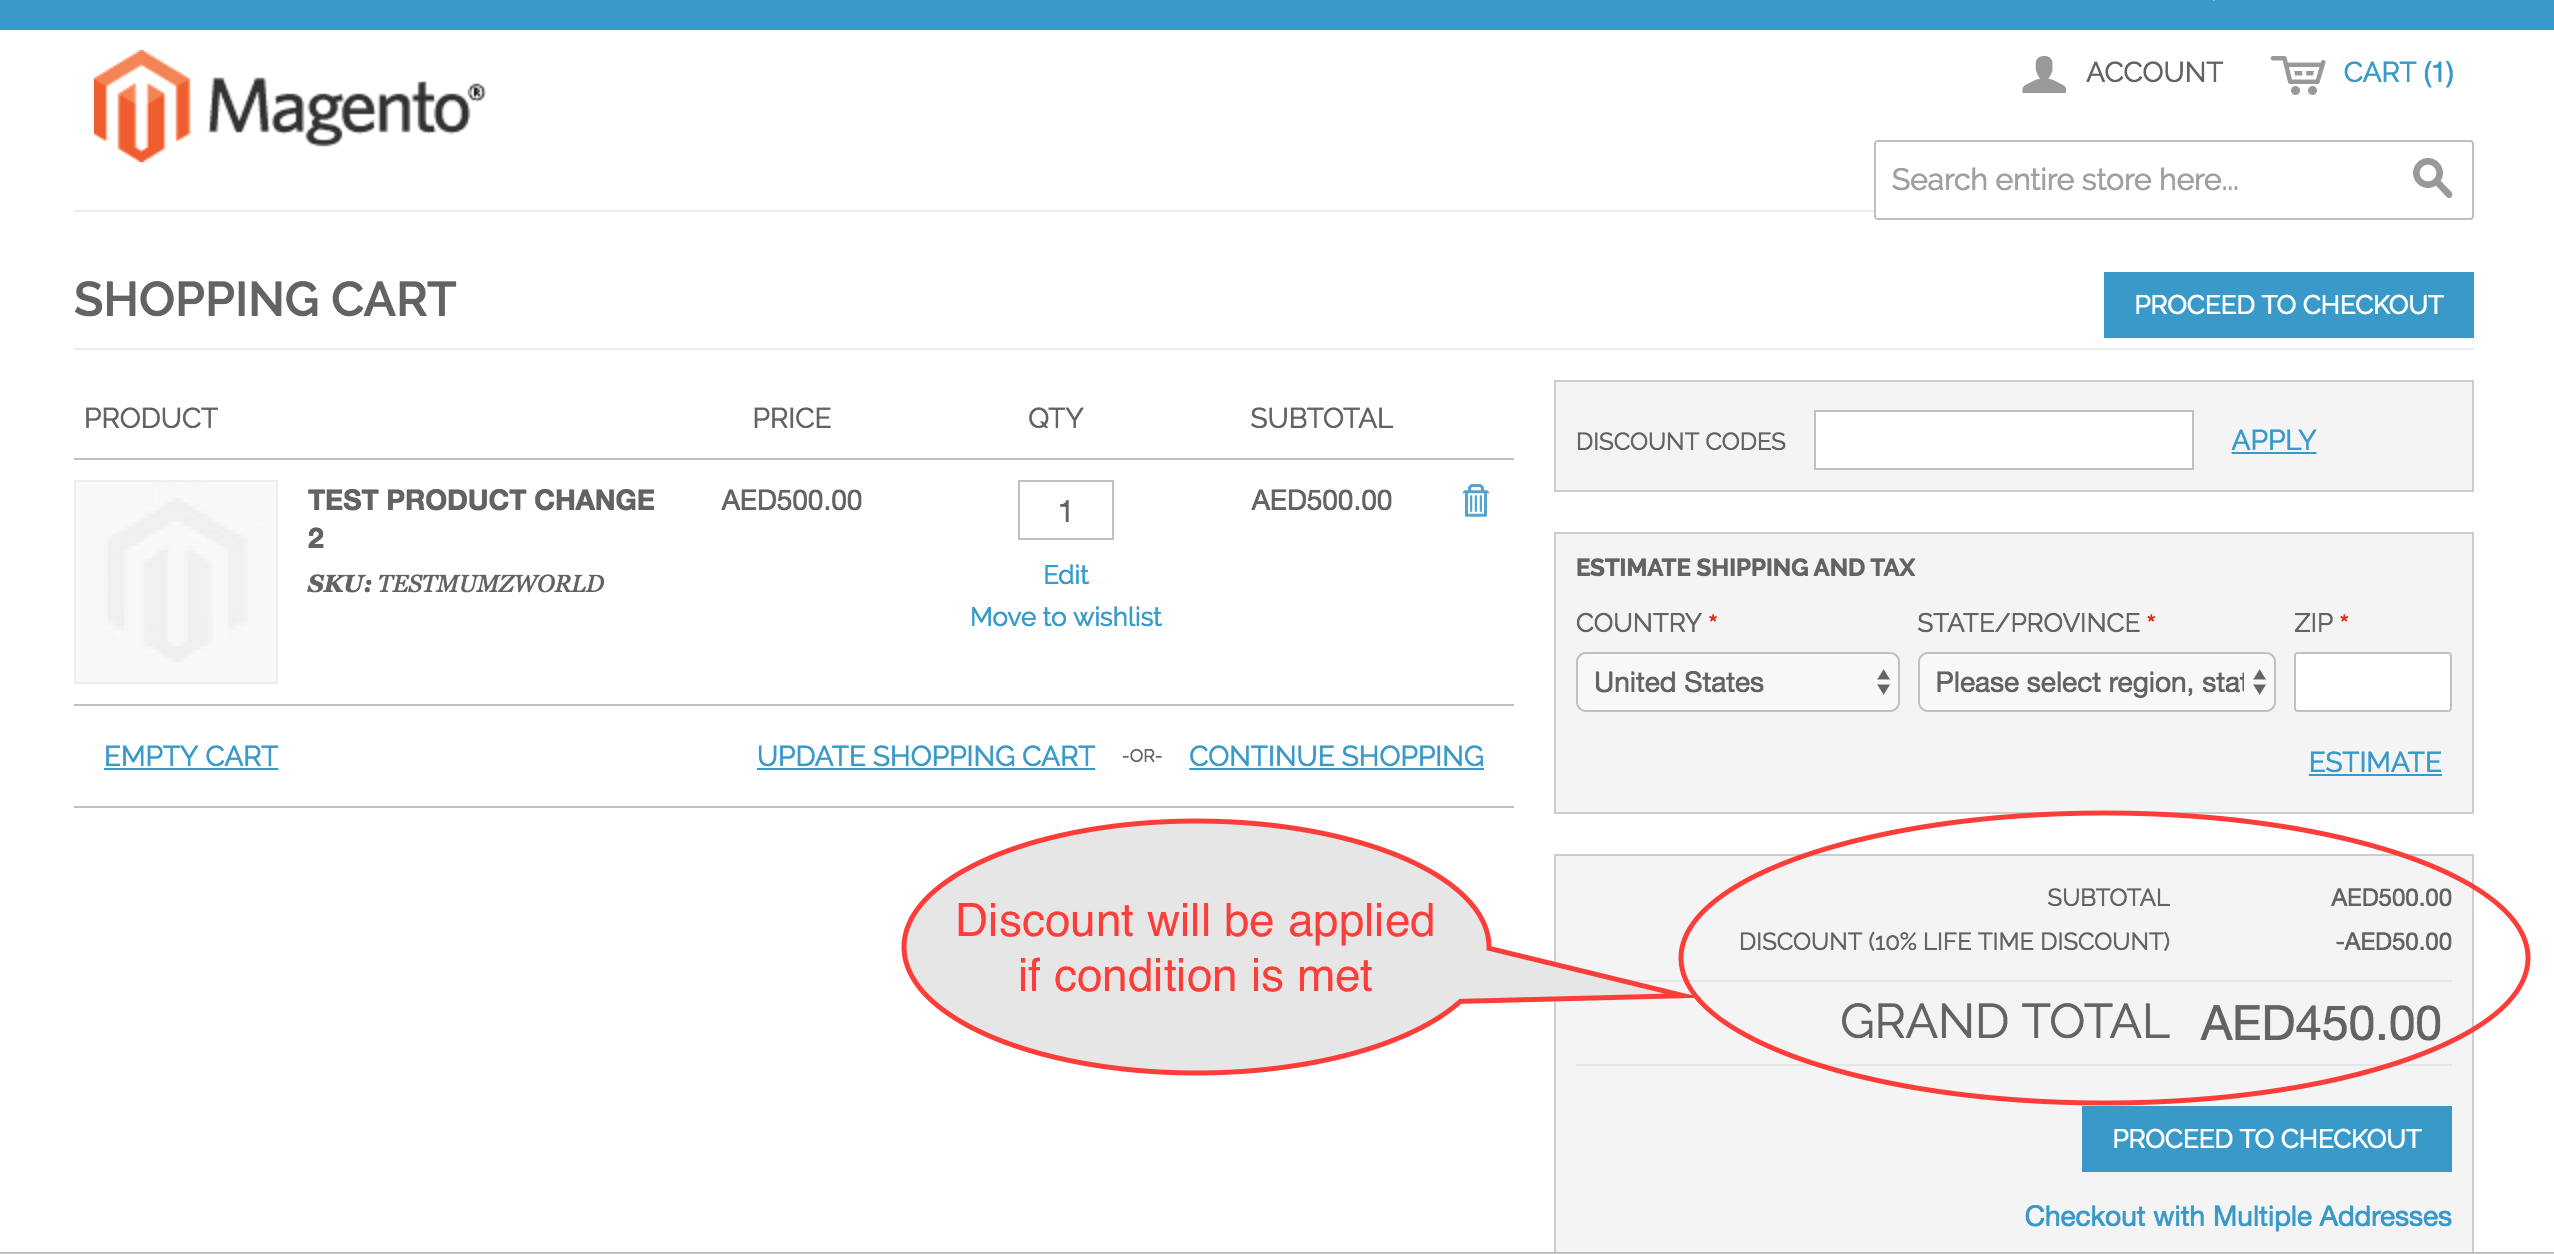 Magento®
ACCOUNT
CART (1)
Search entire store here...
SHOPPING CART
PROCEED TO CHECKOUT
PRODUCT PRICE QTY SUBTOTAL
TEST PRODUCT CHANGE AED500.00 1 AED500.00
2
SKU: TESTMUMZWORLD
Edit
Move to wishlist
EMPTY CART
UPDATE SHOPPING CART -OR- CONTINUE SHOPPING
DISCOUNT CODES APPLY
ESTIMATE SHIPPING AND TAX
COUNTRY * STATE/PROVINCE * ZIP *
United States Please select region, stat
ESTIMATE
Discount will be applied
if condition is met
SUBTOTAL AED500.00
DISCOUNT (10% LIFE TIME DISCOUNT) -AED50.00
GRAND TOTAL AED450.00
PROCEED TO CHECKOUT
Checkout with Multiple Addresses